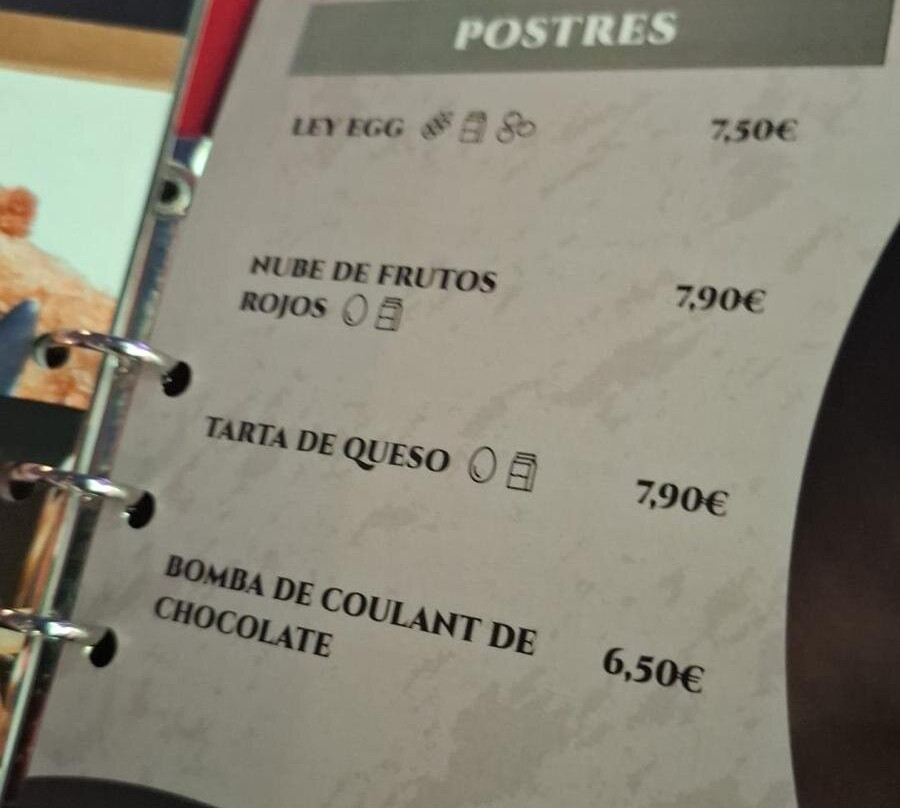 POSTRES
LEY EGG 7,50€
NUBE DE FRUTOS
ROJOS 7,90€
TARTA DE QUESO 7,90€
BOMBA DE COULANT DE
CHOCOLATE 6,50€